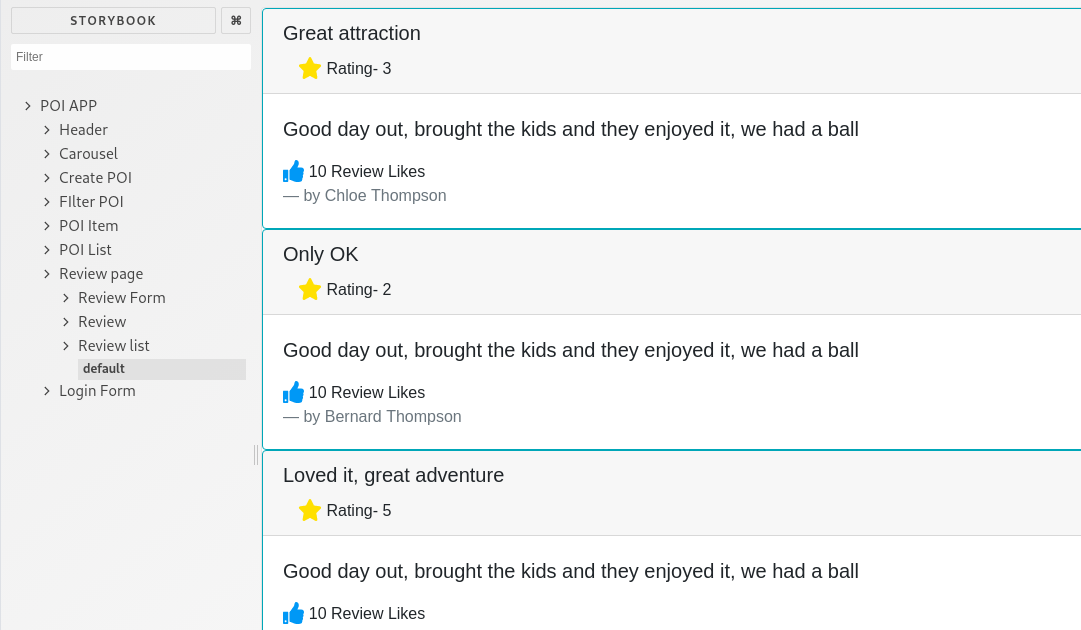 STORYBOOK ⌘
Filter
POI APP
Header
Carousel
Create POI
FIlter POI
POI Item
POI List
Review page
Review Form
Review
Review list
default
Login Form
Great attraction
Rating- 3
Good day out, brought the kids and they enjoyed it, we had a ball
10 Review Likes
— by Chloe Thompson
Only OK
Rating- 2
Good day out, brought the kids and they enjoyed it, we had a ball
10 Review Likes
— by Bernard Thompson
Loved it, great adventure
Rating- 5
Good day out, brought the kids and they enjoyed it, we had a ball
10 Review Likes